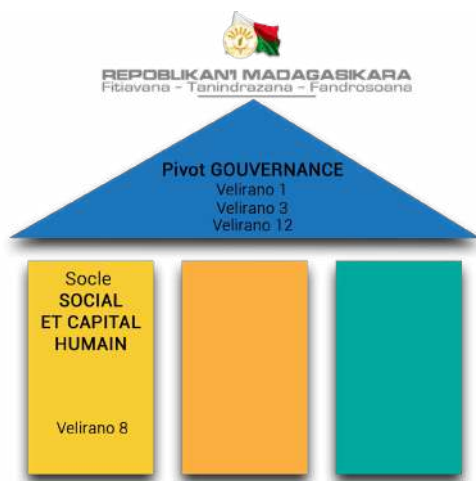 REPOBLIKAN'I MADAGASIKARA
Fitiavana - Tanindrazana - Fandrosoana
Pivot GOUVERNANCE
Velirano 1
Velirano 3
Velirano 12
Socle
SOCIAL
ET CAPITAL
HUMAIN
Velirano 8